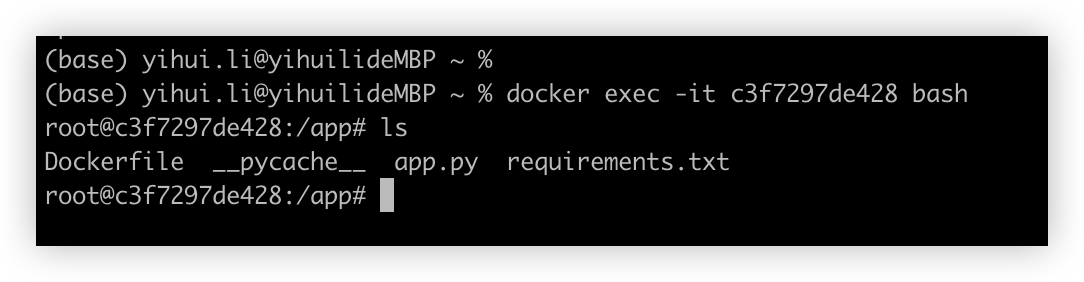 (base) yihui.li@yihuilideMBP ~ %
(base) yihui.li@yihuilideMBP ~ % docker exec -it c3f7297de428 bash
root@c3f7297de428:/app# ls
Dockerfile  __pycache__  app.py  requirements.txt
root@c3f7297de428:/app#